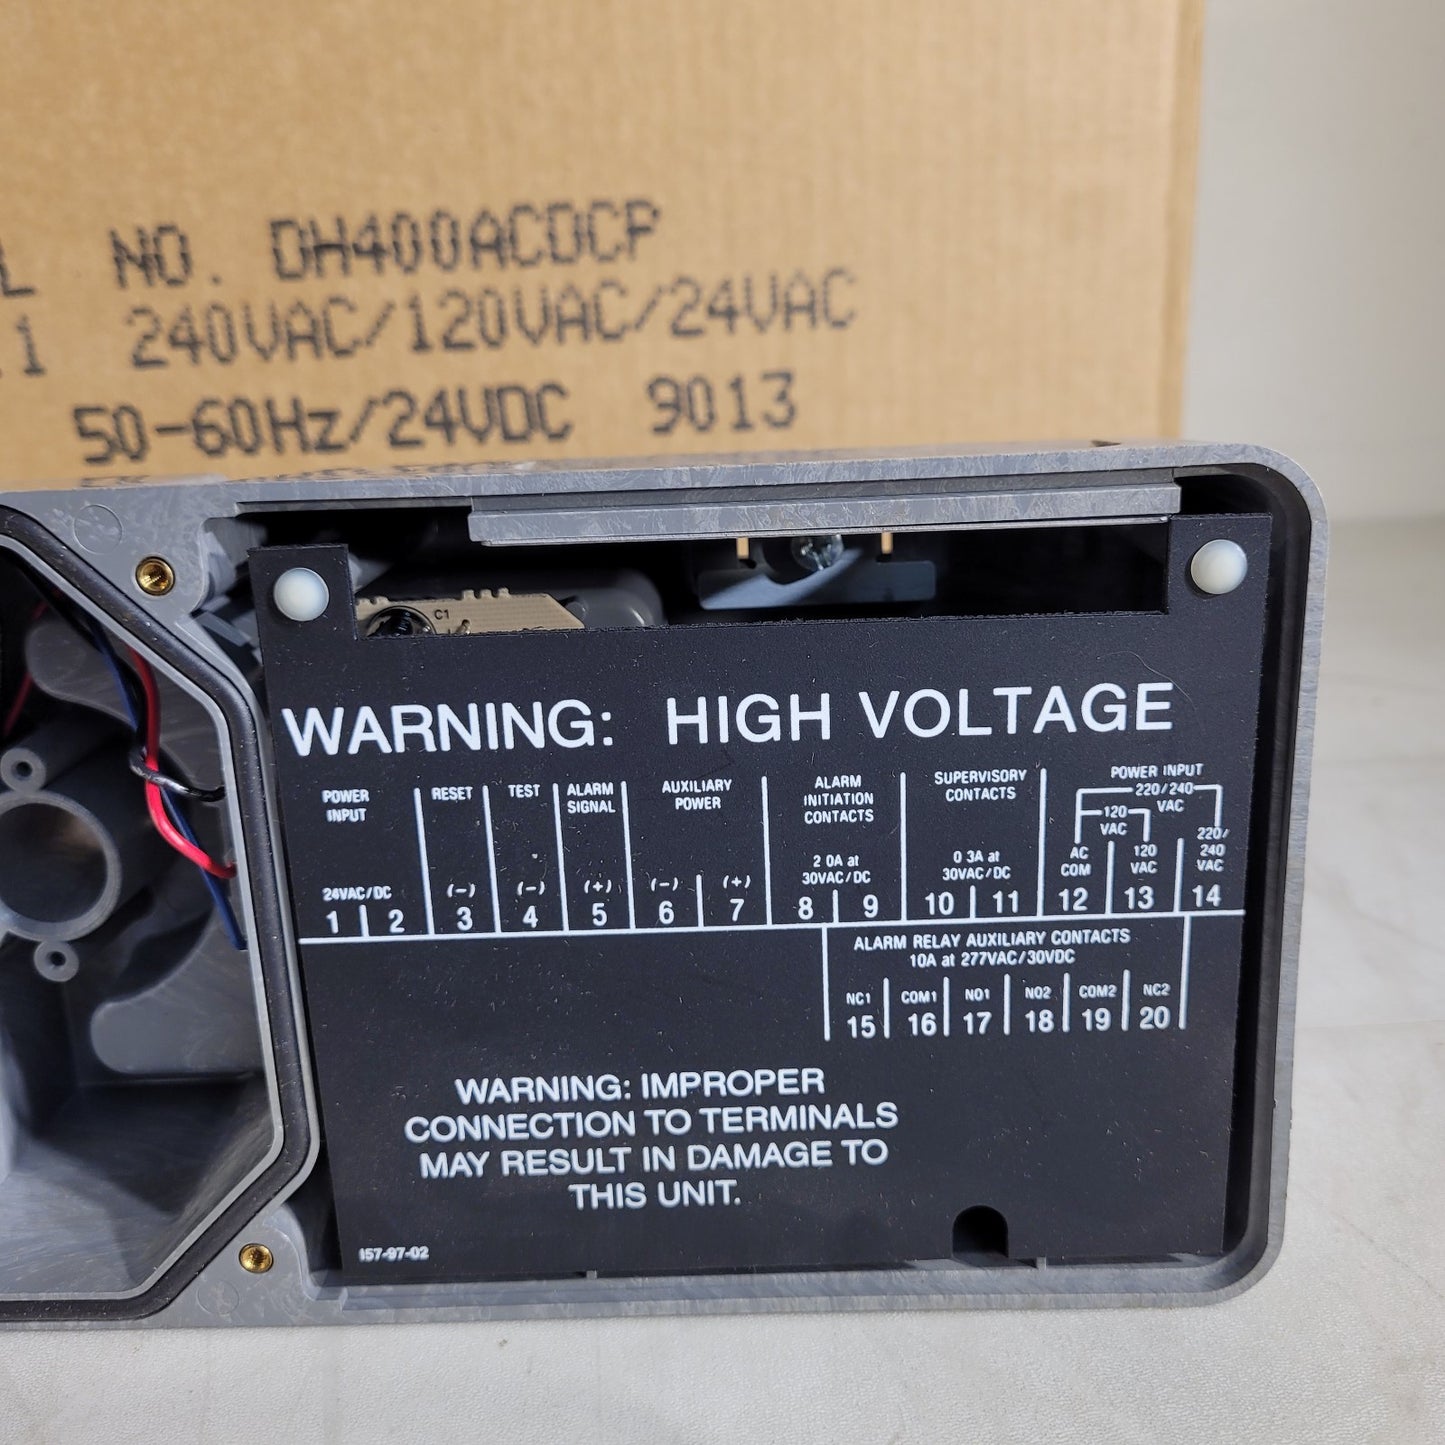 L NO. DH400ACDCP
1 240VAC/120VAC/24VAC
50-60Hz/24VDC 9013
C1
WARNING: HIGH VOLTAGE
POWER INPUT
24VAC/DC
1 2
RESET
(-)
3
TEST
(-)
4
ALARM SIGNAL
(+)
5
AUXILIARY POWER
(-) (+)
6 7
ALARM INITIATION CONTACTS
2 0A at
30VAC/DC
8 9
SUPERVISORY CONTACTS
0 3A at
30VAC/DC
10 11
POWER INPUT
220/240 VAC
120 VAC
AC COM
12
120 VAC
13
220/ 240 VAC
14
ALARM RELAY AUXILIARY CONTACTS
10A at 277VAC/30VDC
NC1 COM1 NO1 NO2 COM2 NC2
15 16 17 18 19 20
WARNING: IMPROPER
CONNECTION TO TERMINALS
MAY RESULT IN DAMAGE TO
THIS UNIT.
I57-97-02